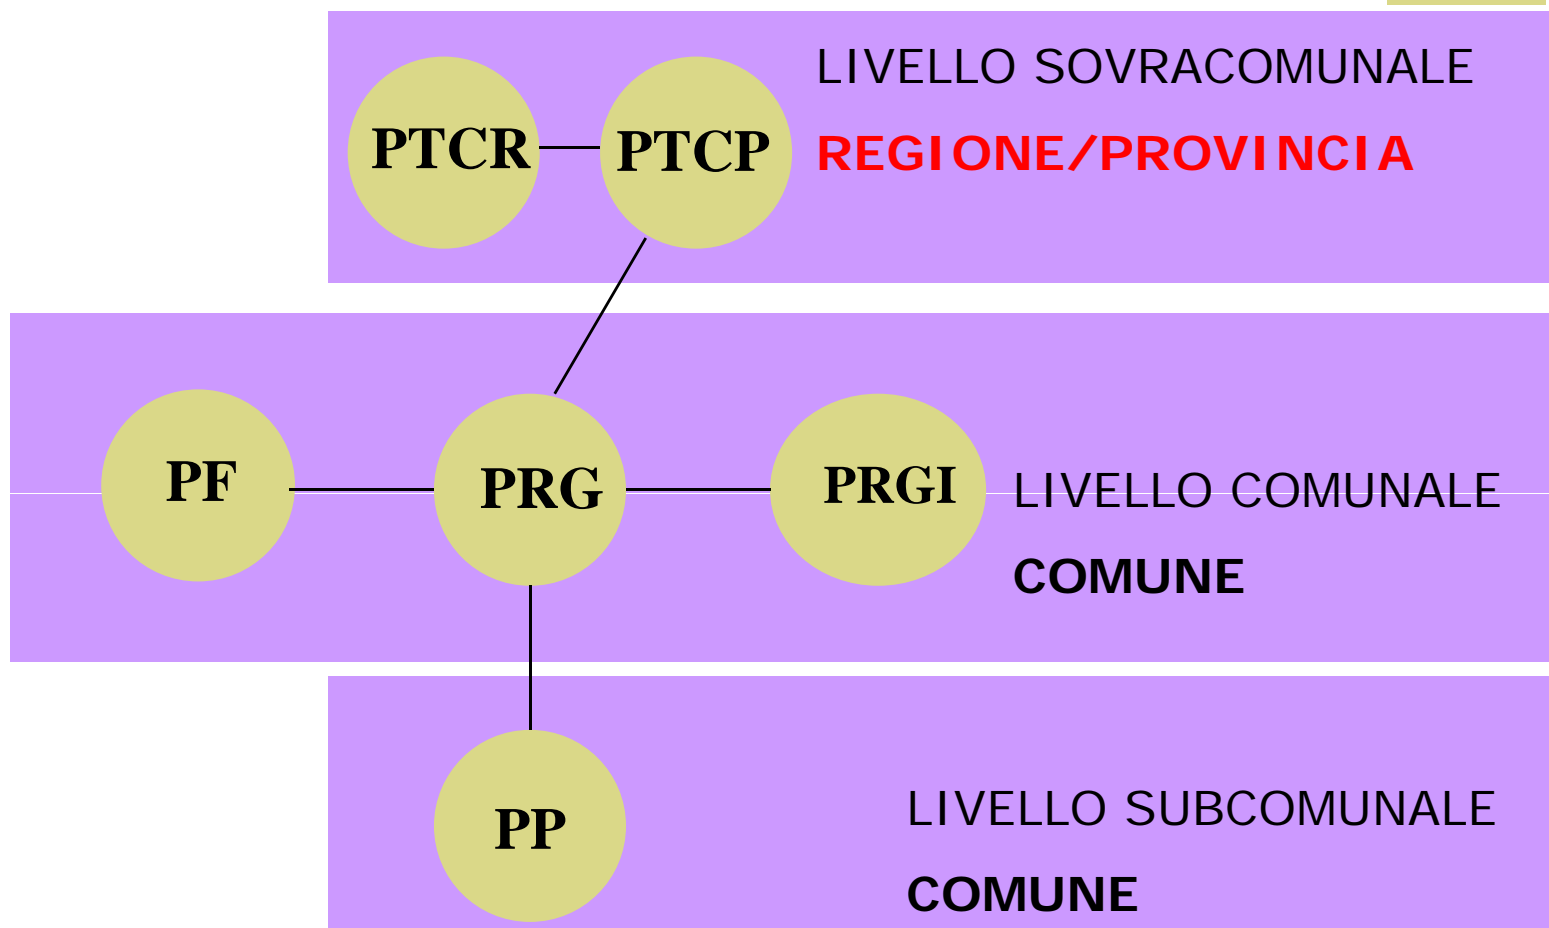 PTCR
PTCP
LIVELLO SOVRACOMUNALE
REGIONE/PROVINCIA
PF
PRG
PRGI
LIVELLO COMUNALE
COMUNE
PP
LIVELLO SUBCOMUNALE
COMUNE